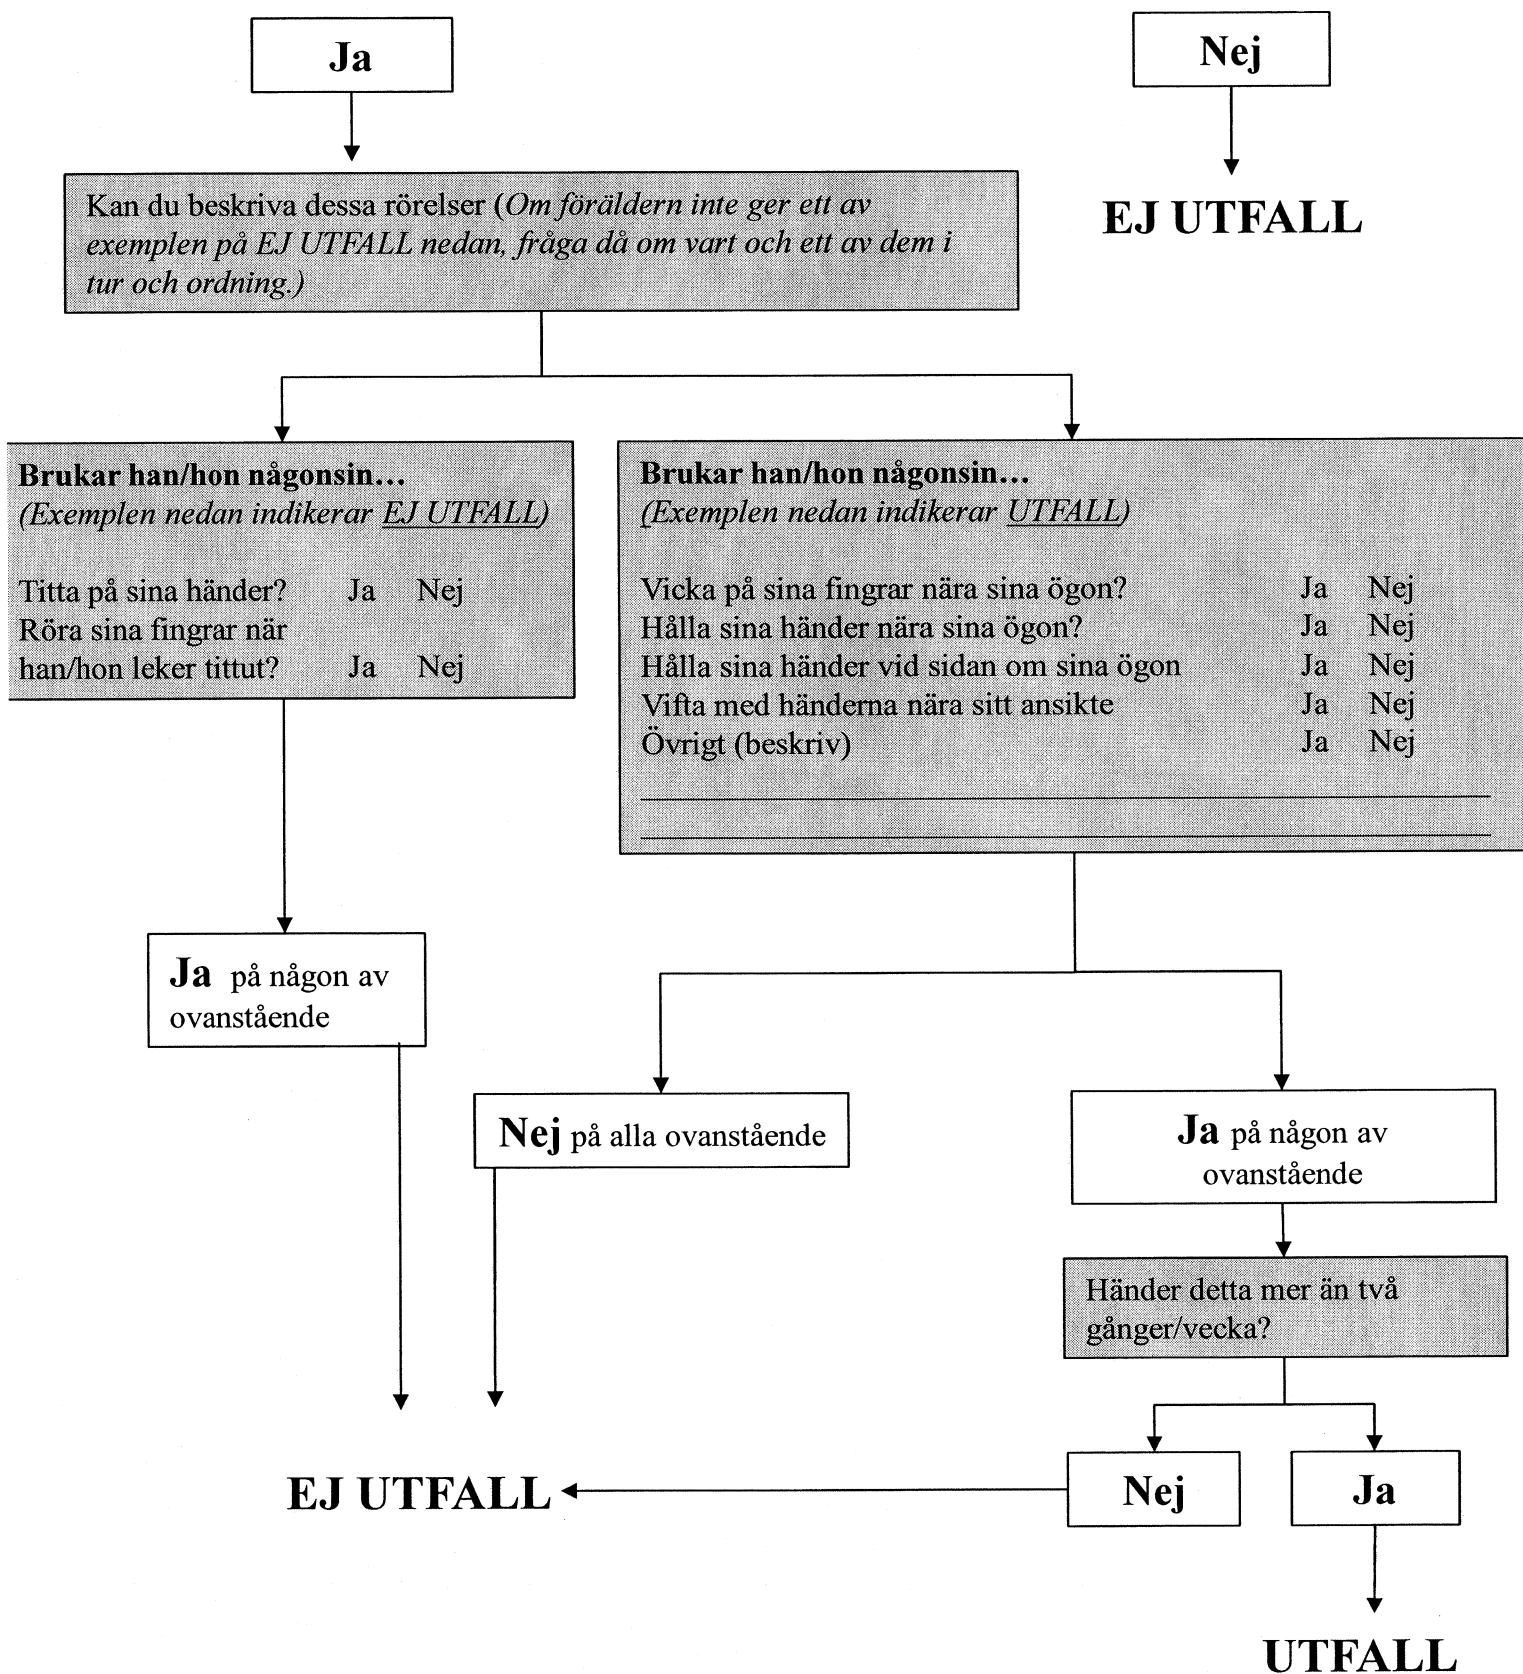 Ja
Nej
EJ UTFALL
Kan du beskriva dessa rörelser (Om föräldern inte ger ett av
exemplen på EJ UTFALL nedan, fråga då om vart och ett av dem i
tur och ordning.)
Brukar han/hon någonsin…
(Exemplen nedan indikerar EJ UTFALL)
Titta på sina händer? Ja Nej
Röra sina fingrar när
han/hon leker tittut? Ja Nej
Brukar han/hon någonsin…
(Exemplen nedan indikerar UTFALL)
Vicka på sina fingrar nära sina ögon? Ja Nej
Hålla sina händer nära sina ögon? Ja Nej
Hålla sina händer vid sidan om sina ögon Ja Nej
Vifta med händerna nära sitt ansikte Ja Nej
Övrigt (beskriv) Ja Nej
Ja på någon av
ovanstående
Nej på alla ovanstående
Ja på någon av
ovanstående
Händer detta mer än två
gånger/vecka?
Nej
Ja
EJ UTFALL
UTFALL